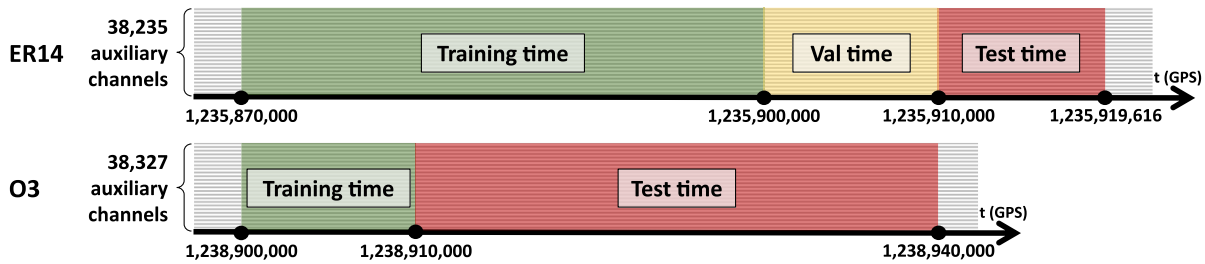 ER14
38,235
auxiliary
channels
Training time
Val time
Test time
t (GPS)
1,235,870,000
1,235,900,000
1,235,910,000
1,235,919,616
O3
38,327
auxiliary
channels
Training time
Test time
t (GPS)
1,238,900,000
1,238,910,000
1,238,940,000